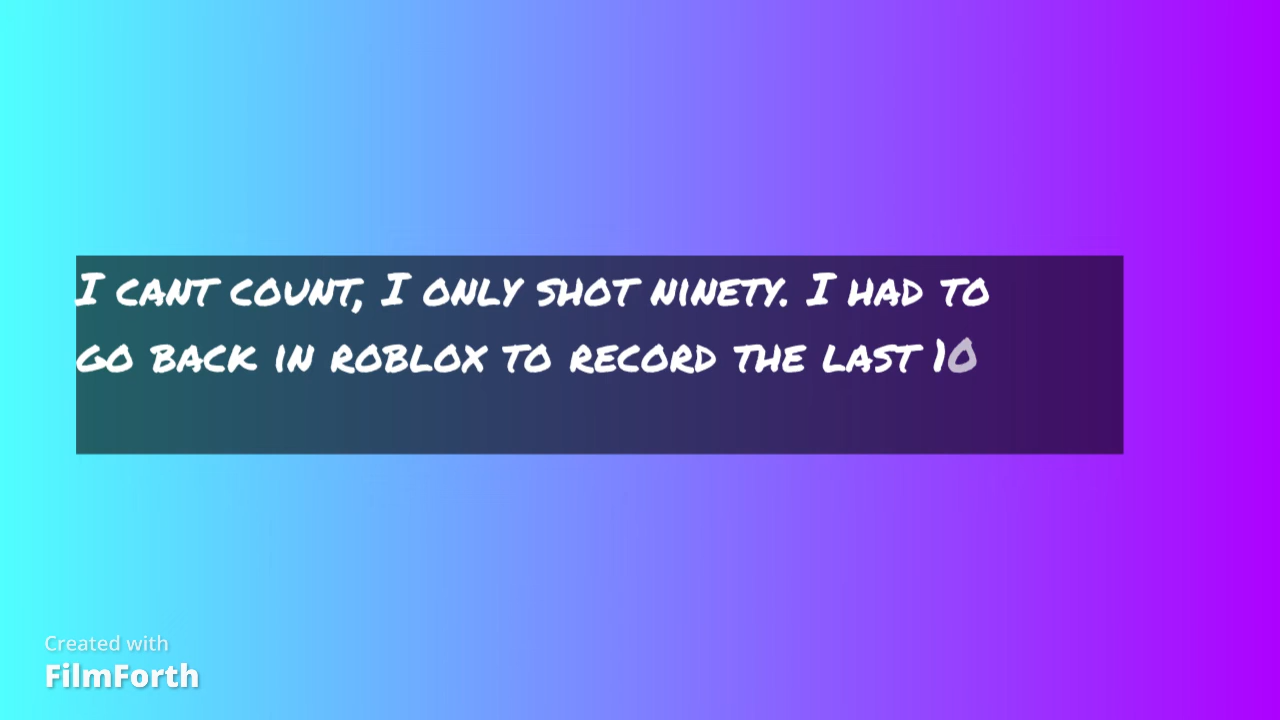 I CANT COUNT, I ONLY SHOT NINETY. I HAD TO
GO BACK IN ROBLOX TO RECORD THE LAST 10
Created with
FilmForth